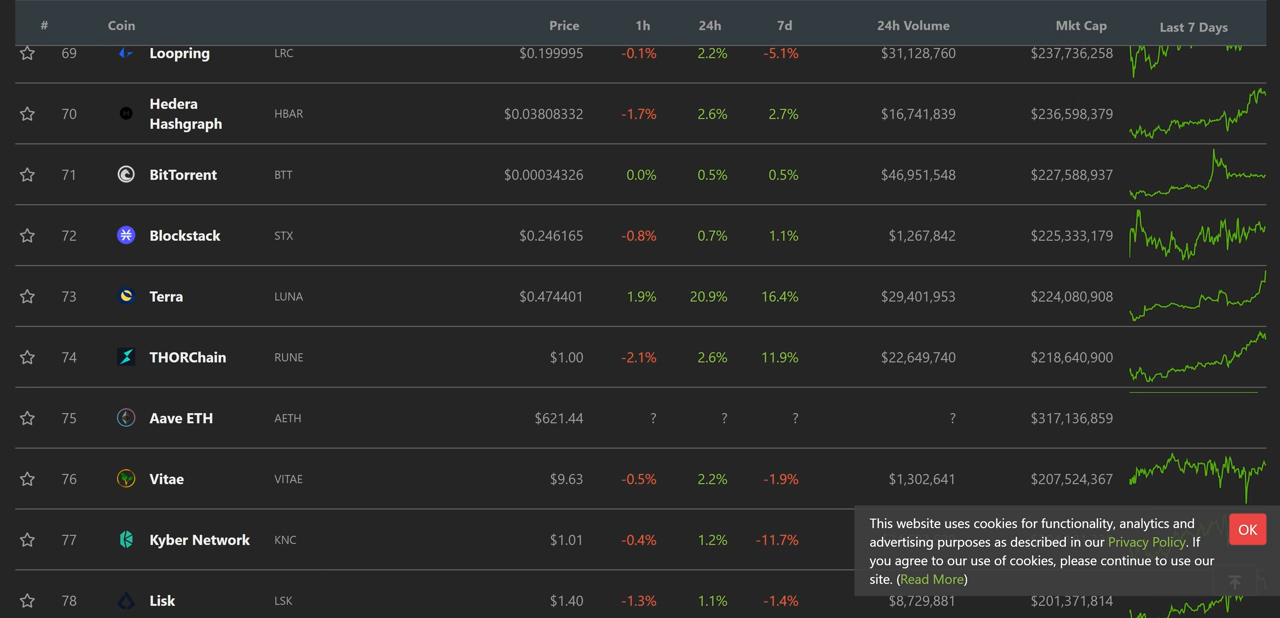 # Coin Price 1h 24h 7d 24h Volume Mkt Cap Last 7 Days
69 Loopring LRC $0.199995 -0.1% 2.2% -5.1% $31,128,760 $237,736,258
70 Hedera Hashgraph HBAR $0.03808332 -1.7% 2.6% 2.7% $16,741,839 $236,598,379
71 BitTorrent BTT $0.00034326 0.0% 0.5% 0.5% $46,951,548 $227,588,937
72 Blockstack STX $0.246165 -0.8% 0.7% 1.1% $1,267,842 $225,333,179
73 Terra LUNA $0.474401 1.9% 20.9% 16.4% $29,401,953 $224,080,908
74 THORChain RUNE $1.00 -2.1% 2.6% 11.9% $22,649,740 $218,640,900
75 Aave ETH AETH $621.44 ? ? ? ? $317,136,859
76 Vitae VITAE $9.63 -0.5% 2.2% -1.9% $1,302,641 $207,524,367
77 Kyber Network KNC $1.01 -0.4% 1.2% -11.7%
78 Lisk LSK $1.40 -1.3% 1.1% -1.4% $8,729,881 $201,371,814
This website uses cookies for functionality, analytics and
advertising purposes as described in our Privacy Policy. If
you agree to our use of cookies, please continue to use our
site. (Read More)
OK